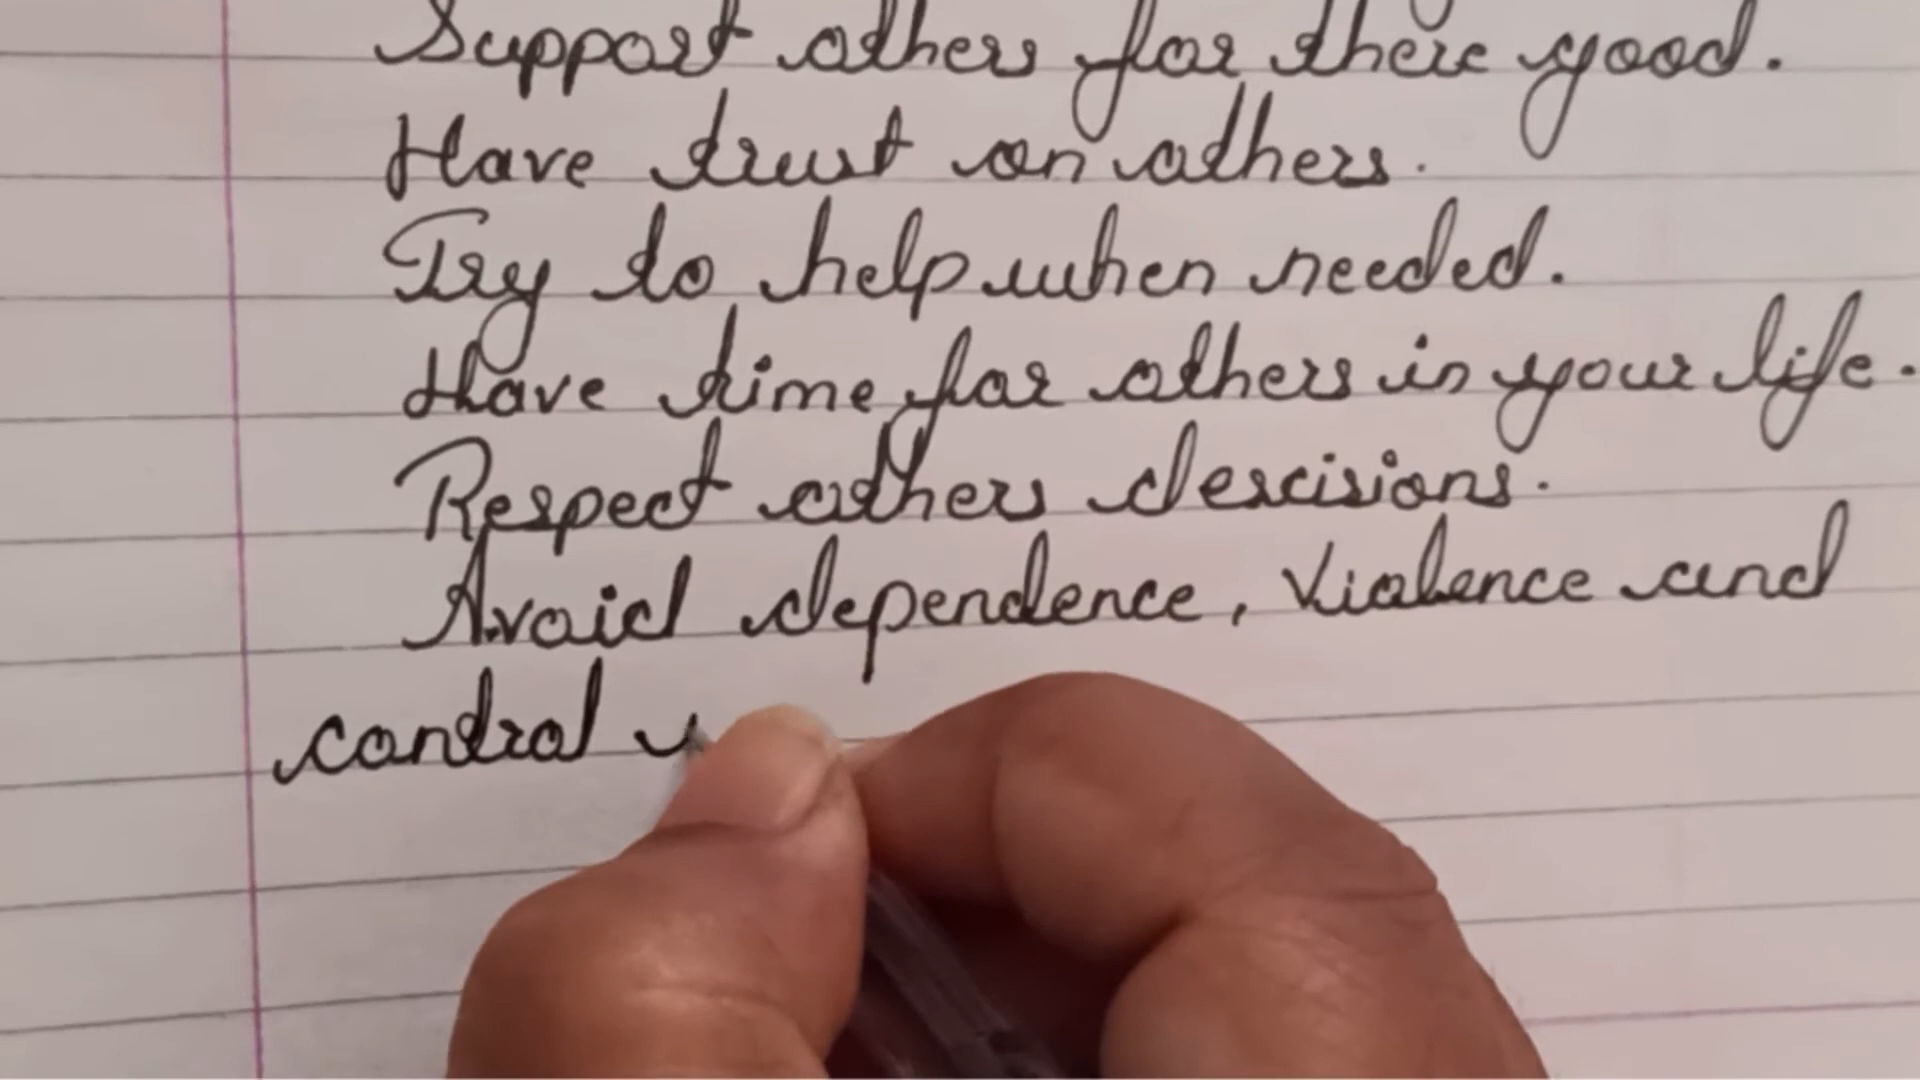 Support others for there good.
Have trust on others.
Try to help when needed.
Have time for others in your life.
Respect others descisions.
Avoid dependence, Violence and
control